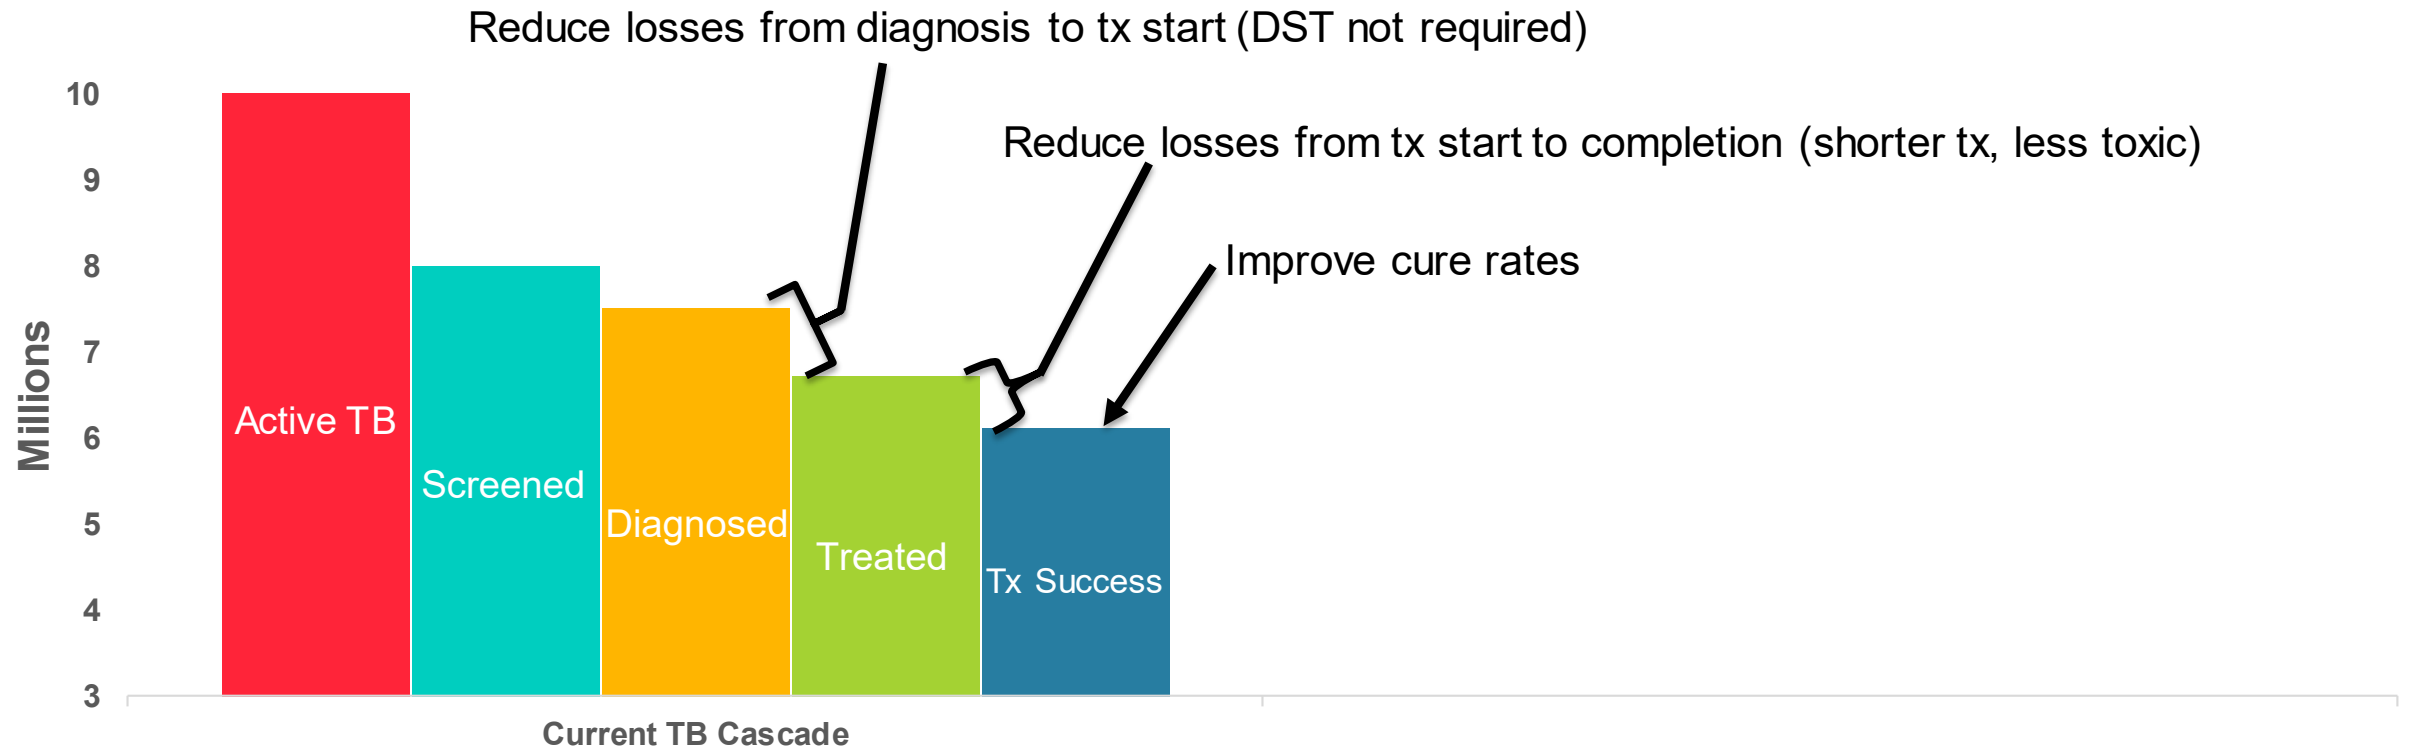 Reduce losses from diagnosis to tx start (DST not required)
10
Reduce losses from tx start to completion (shorter tx, less toxic)
9
Improve cure rates
8
Millions
7
Active TB
6
Screened
5
Diagnosed
Treated
Tx Success
4
3
Current TB Cascade